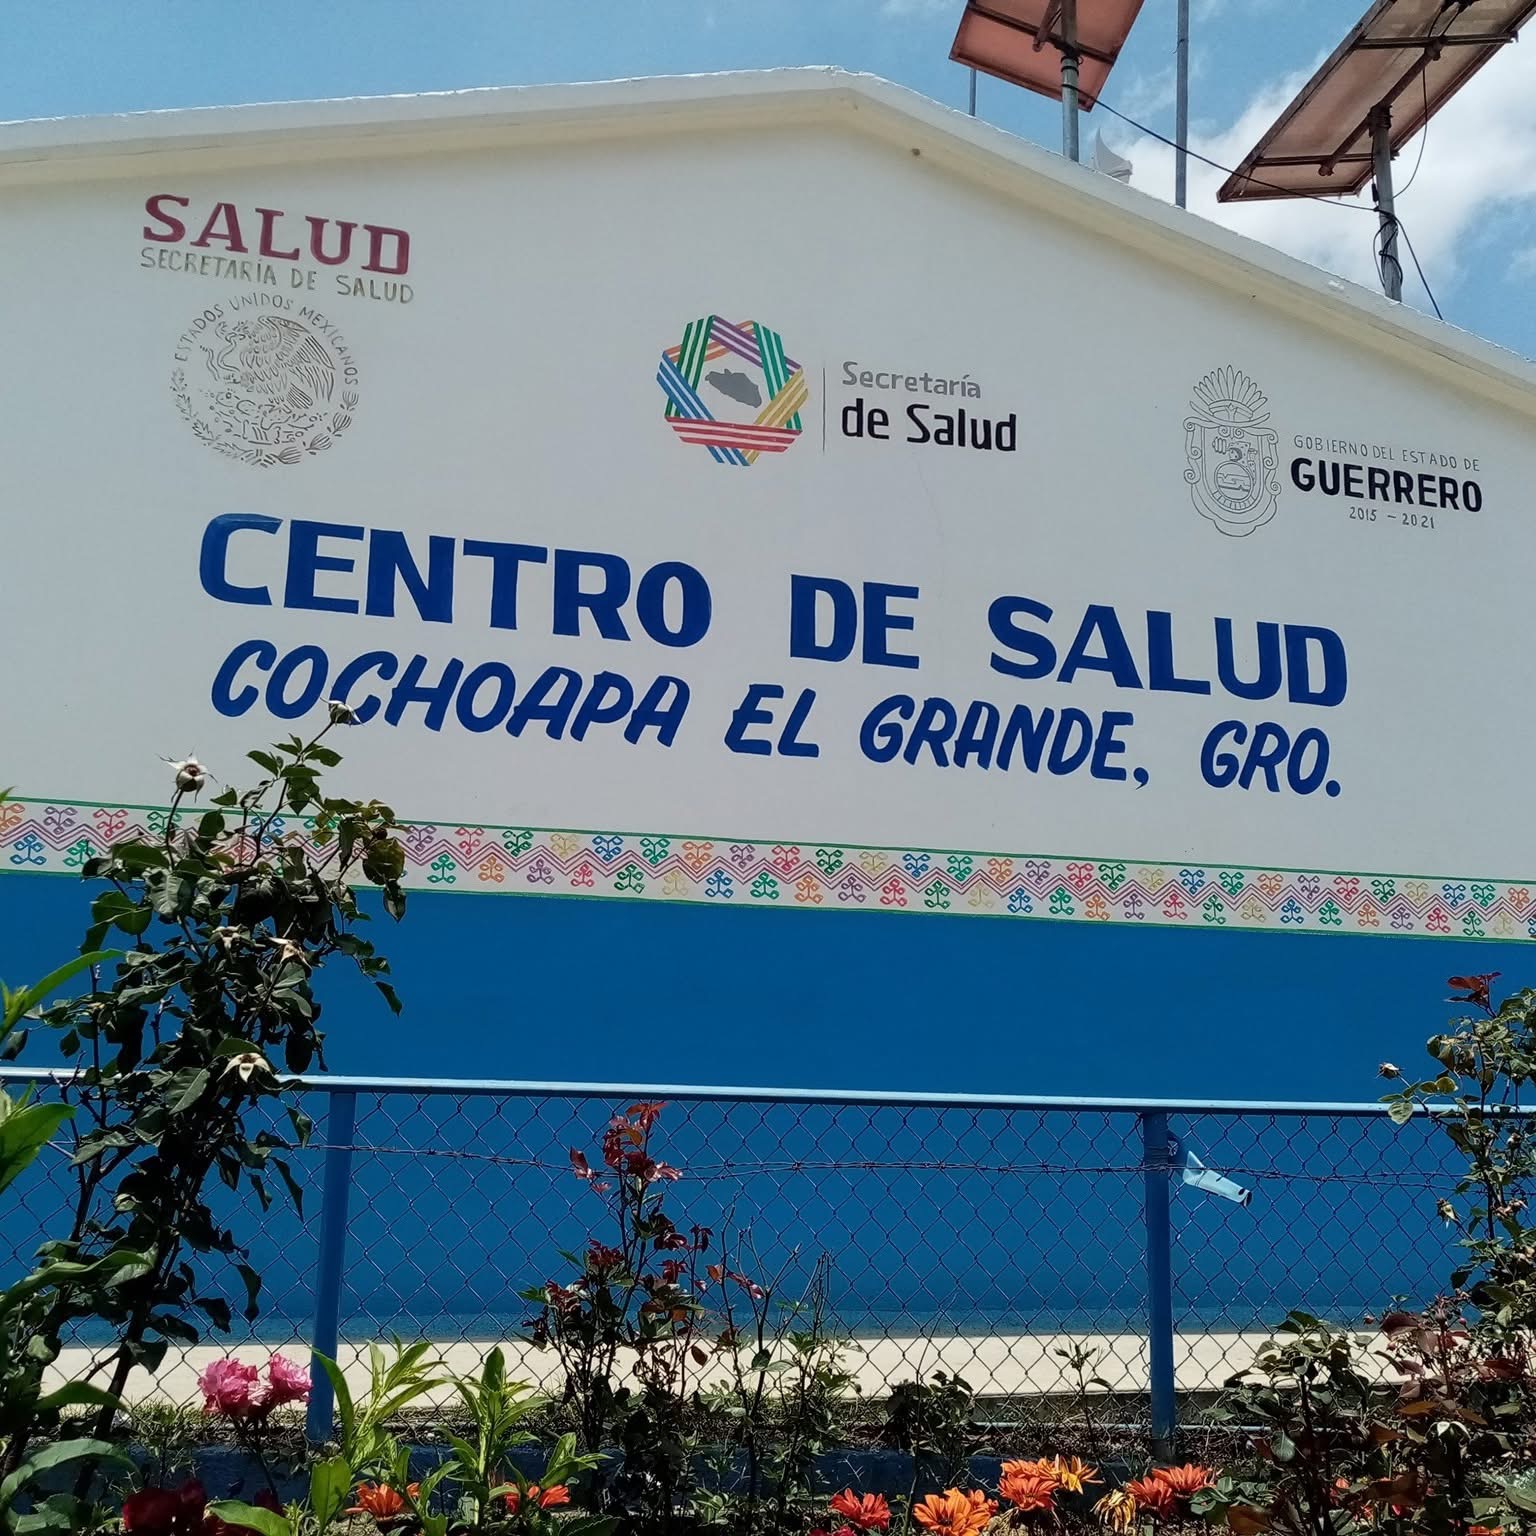 SALUD
SECRETARÍA DE SALUD
ESTADOS UNIDOS MEXICANOS
Secretaría
de Salud
GOBIERNO DEL ESTADO DE
GUERRERO
2015 - 2021
CENTRO DE SALUD
COCHOAPA EL GRANDE, GRO.